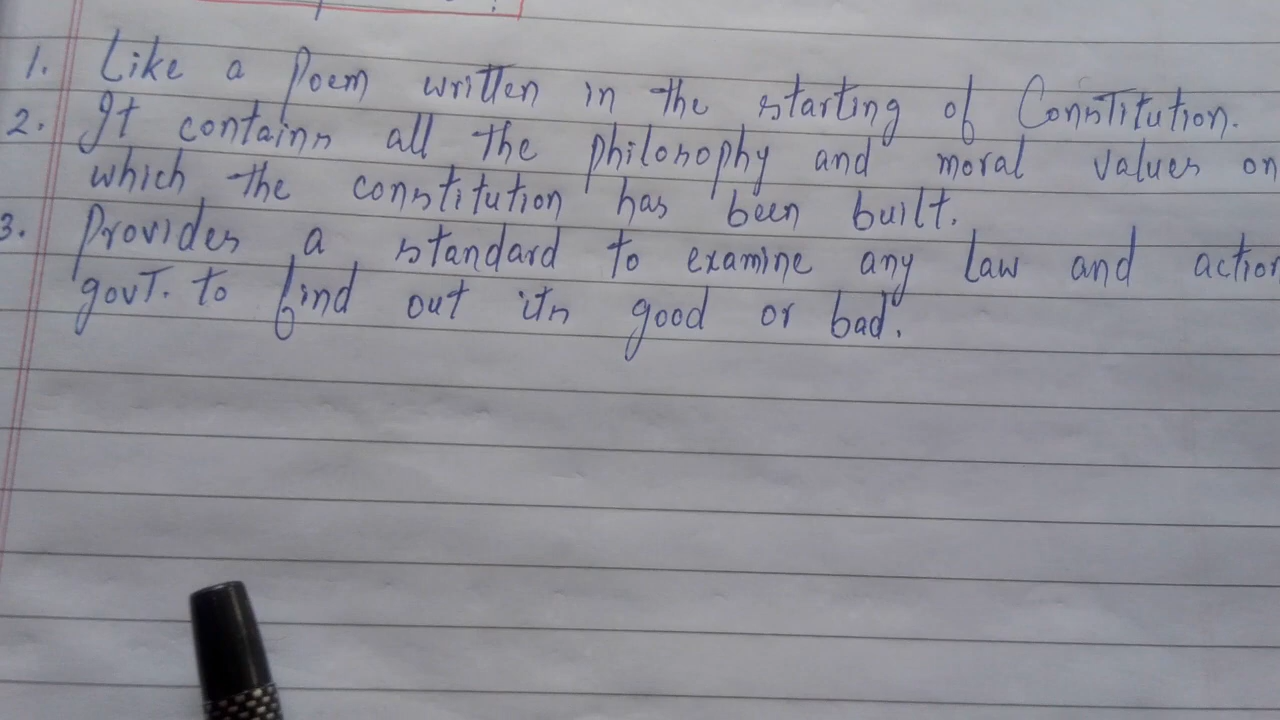 1. Like a Poem written in the starting of Constitution.
2. It contains all the philosophy and moral values on
which the constitution has been built.
3. Provides a standard to examine any law and action
govt. to find out its good or bad.